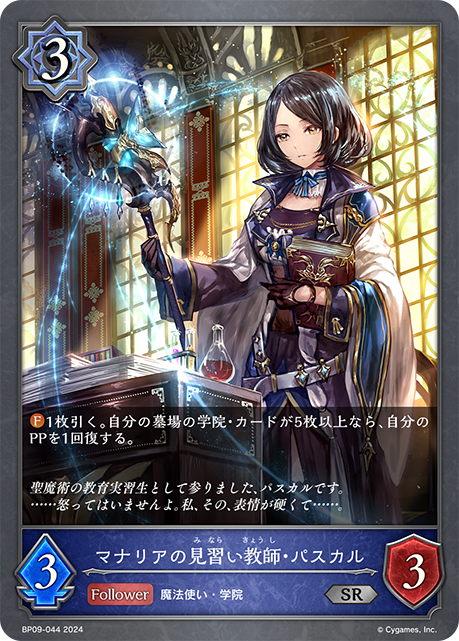 3
F 1枚引く。自分の墓場の学院・カードが5枚以上なら、自分の
PPを1回復する。
聖魔術の教育実習生として参りました、パスカルです。
……怒ってはいませんよ。私、その、表情が硬くて……。
み なら きょう し
マナリアの見習い教師・パスカル
3
Follower 魔法使い・学院 SR
3
BP09-044 2024 © Cygames, Inc.